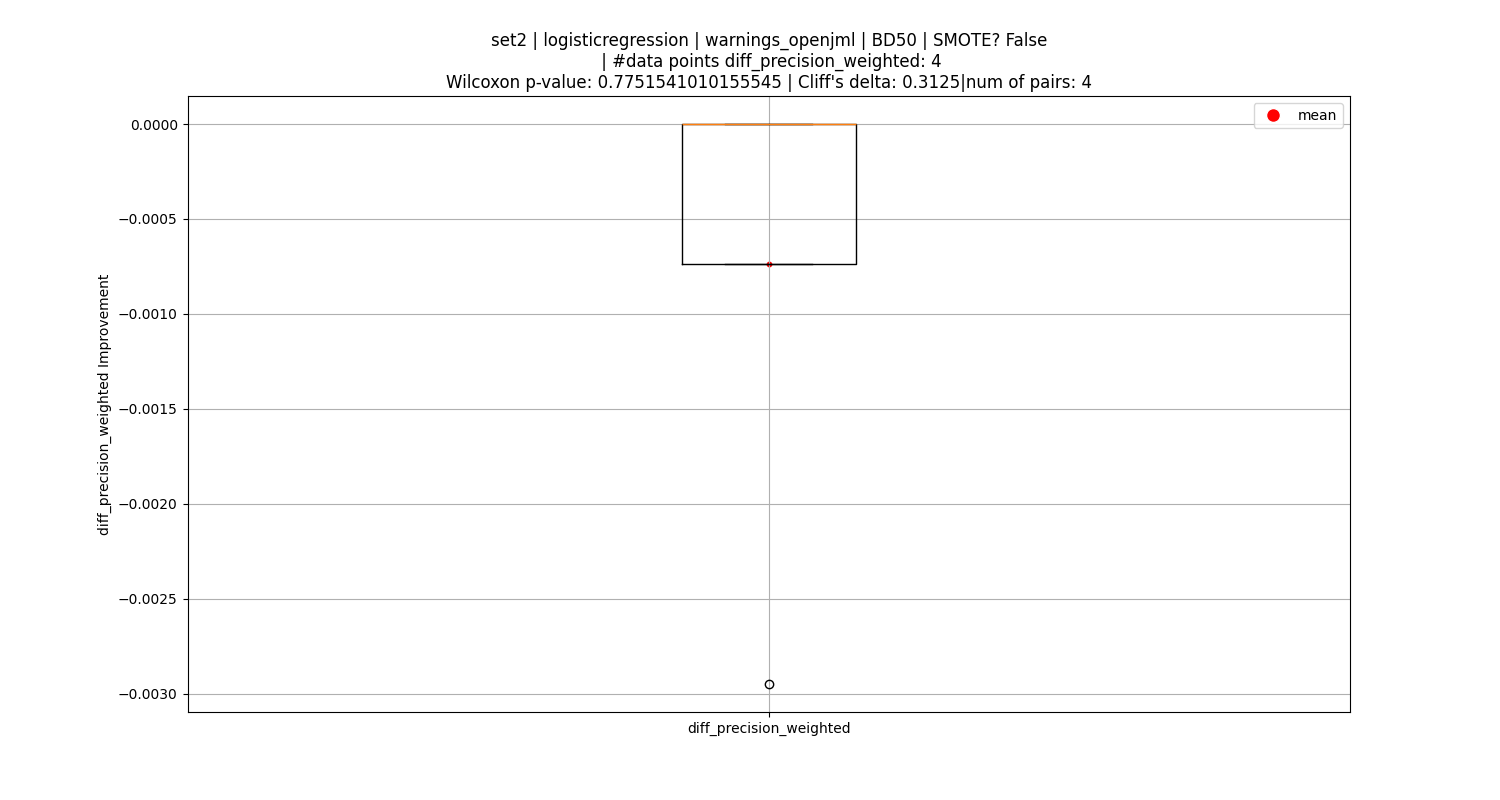 set2 | logisticregression | warnings_openjml | BD50 | SMOTE? False
| #data points diff_precision_weighted: 4
Wilcoxon p-value: 0.7751541010155545 | Cliff's delta: 0.3125|num of pairs: 4
mean
0.0000
−0.0005
−0.0010
−0.0015
−0.0020
−0.0025
−0.0030
diff_precision_weighted Improvement
diff_precision_weighted